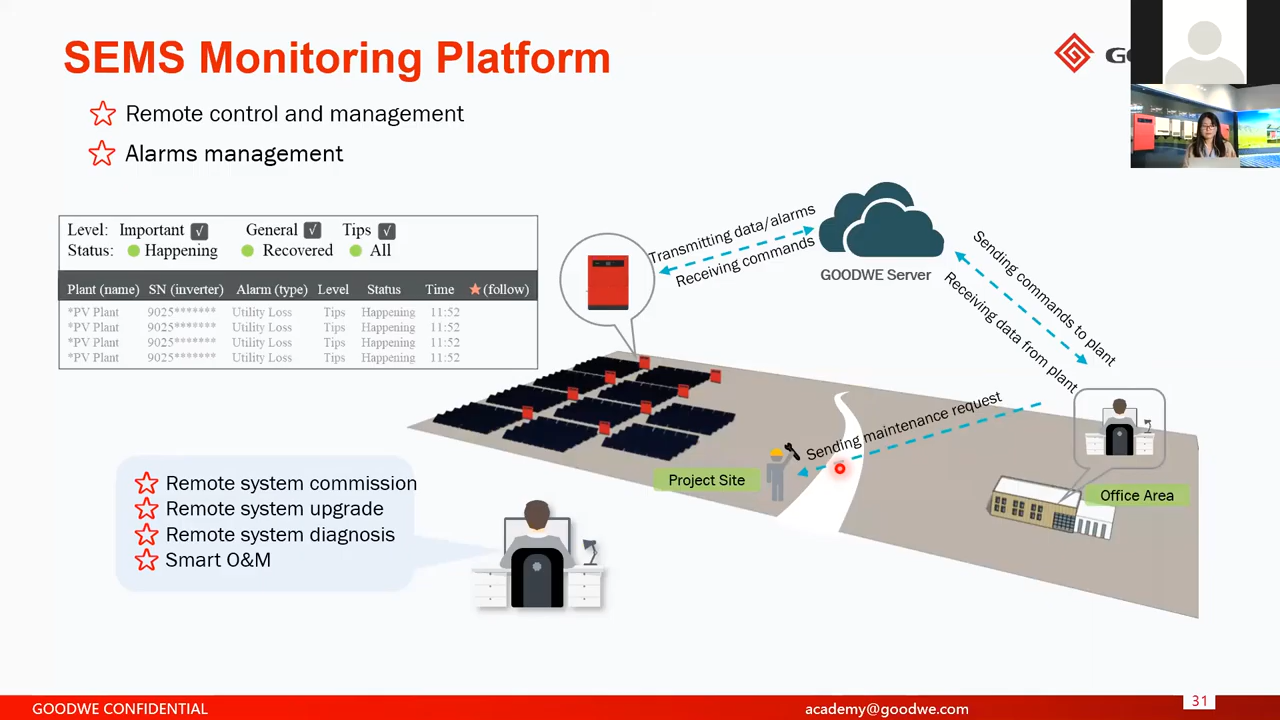 SEMS Monitoring Platform
Remote control and management
Alarms management
Level: Important √ General √ Tips √
Status: Happening Recovered All
Plant (name) SN (inverter) Alarm (type) Level Status Time (follow)
*PV Plant 9025******* Utility Loss Tips Happening 11:52
*PV Plant 9025******* Utility Loss Tips Happening 11:52
*PV Plant 9025******* Utility Loss Tips Happening 11:52
*PV Plant 9025******* Utility Loss Tips Happening 11:52
Transmitting data/alarms
Receiving commands
GOODWE Server
Sending commands to plant
Receiving data from plant
Sending maintenance request
Project Site
Office Area
Remote system commission
Remote system upgrade
Remote system diagnosis
Smart O&M
GOODWE CONFIDENTIAL
academy@goodwe.com
31